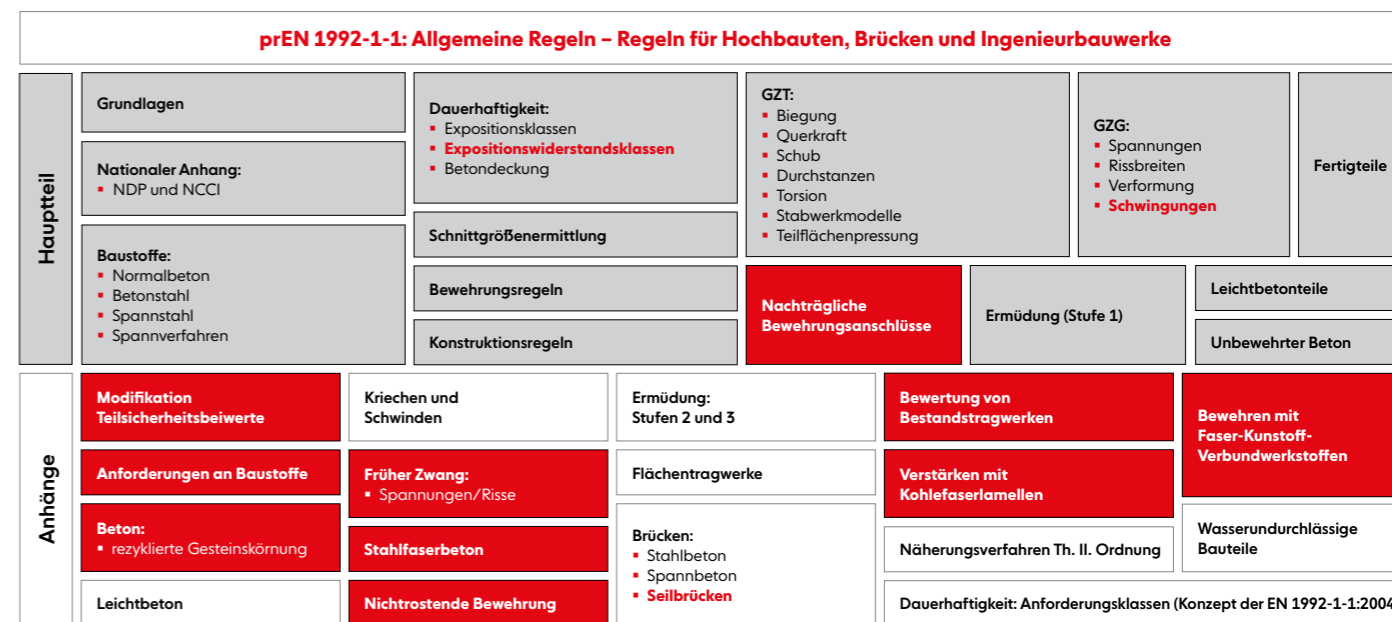 prEN 1992-1-1: Allgemeine Regeln – Regeln für Hochbauten, Brücken und Ingenieurbauwerke
Hauptteil
Grundlagen
Nationaler Anhang:
▪ NDP und NCCI
Baustoffe:
▪ Normalbeton
▪ Betonstahl
▪ Spannstahl
▪ Spannverfahren
Dauerhaftigkeit:
▪ Expositionsklassen
▪ Expositionswiderstandsklassen
▪ Betondeckung
Schnittgrößenermittlung
Bewehrungsregeln
Konstruktionsregeln
GZT:
▪ Biegung
▪ Querkraft
▪ Schub
▪ Durchstanzen
▪ Torsion
▪ Stabwerkmodelle
▪ Teilflächenpressung
GZG:
▪ Spannungen
▪ Rissbreiten
▪ Verformung
▪ Schwingungen
Fertigteile
Nachträgliche
Bewehrungsanschlüsse
Ermüdung (Stufe 1)
Leichtbetonteile
Unbewehrter Beton
Anhänge
Modifikation
Teilsicherheitsbeiwerte
Anforderungen an Baustoffe
Beton:
▪ rezyklierte Gesteinskörnung
Leichtbeton
Kriechen und
Schwinden
Früher Zwang:
▪ Spannungen/Risse
Stahlfaserbeton
Nichtrostende Bewehrung
Ermüdung:
Stufen 2 und 3
Flächentragwerke
Brücken:
▪ Stahlbeton
▪ Spannbeton
▪ Seilbrücken
Bewertung von
Bestandstragwerken
Verstärken mit
Kohlefaserlamellen
Näherungsverfahren Th. II. Ordnung
Bewehren mit
Faser-Kunstoff-
Verbundwerkstoffen
Wasserundurchlässige
Bauteile
Dauerhaftigkeit: Anforderungsklassen (Konzept der EN 1992-1-1:2004